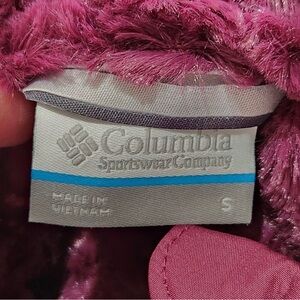 Columbia
Sportswear Company
MADE IN
VIETNAM
S